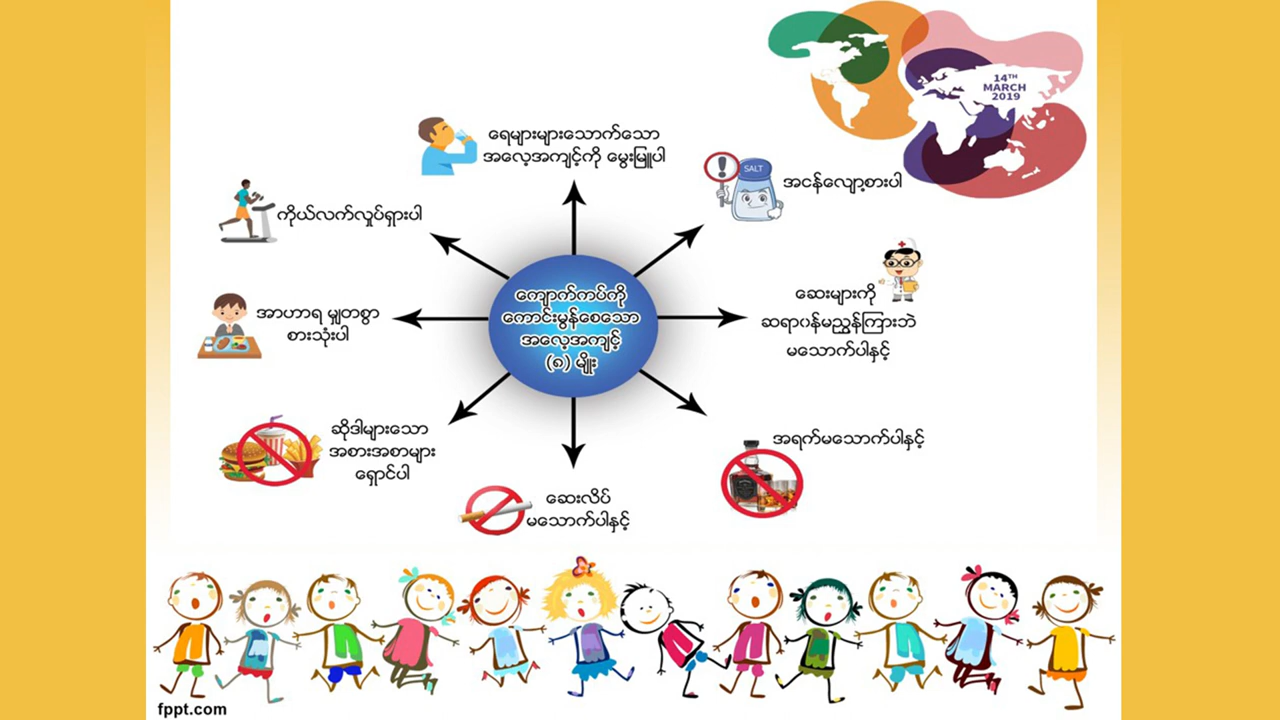 14TH
MARCH
2019
ရေများများသောက်သော
အလေ့အကျင့်ကို မွေးမြူပါ
SALT
အငန်လျော့စားပါ
ကိုယ်လက်လှုပ်ရှားပါ
ဆေးများကို
ဆရာဝန်မညွှန်ကြားဘဲ
မသောက်ပါနှင့်
အာဟာရ မျှတစွာ
စားသုံးပါ
ကျောက်ကပ်ကို
ကောင်းမွန်စေသော
အလေ့အကျင့်
(၈) မျိုး
ဆိုဒါများသော
အစားအစာများ
ရှောင်ပါ
အရက်မသောက်ပါနှင့်
ဆေးလိပ်
မသောက်ပါနှင့်
fppt.com